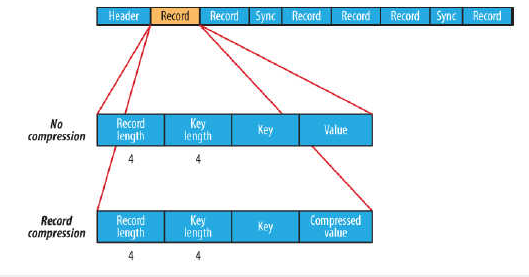 Header Record Record Sync Record Record Record Sync Record
No
compression
Record
length
Key
length
Key
Value
4 4
Record
compression
Record
length
Key
length
Key
Compressed
value
4 4